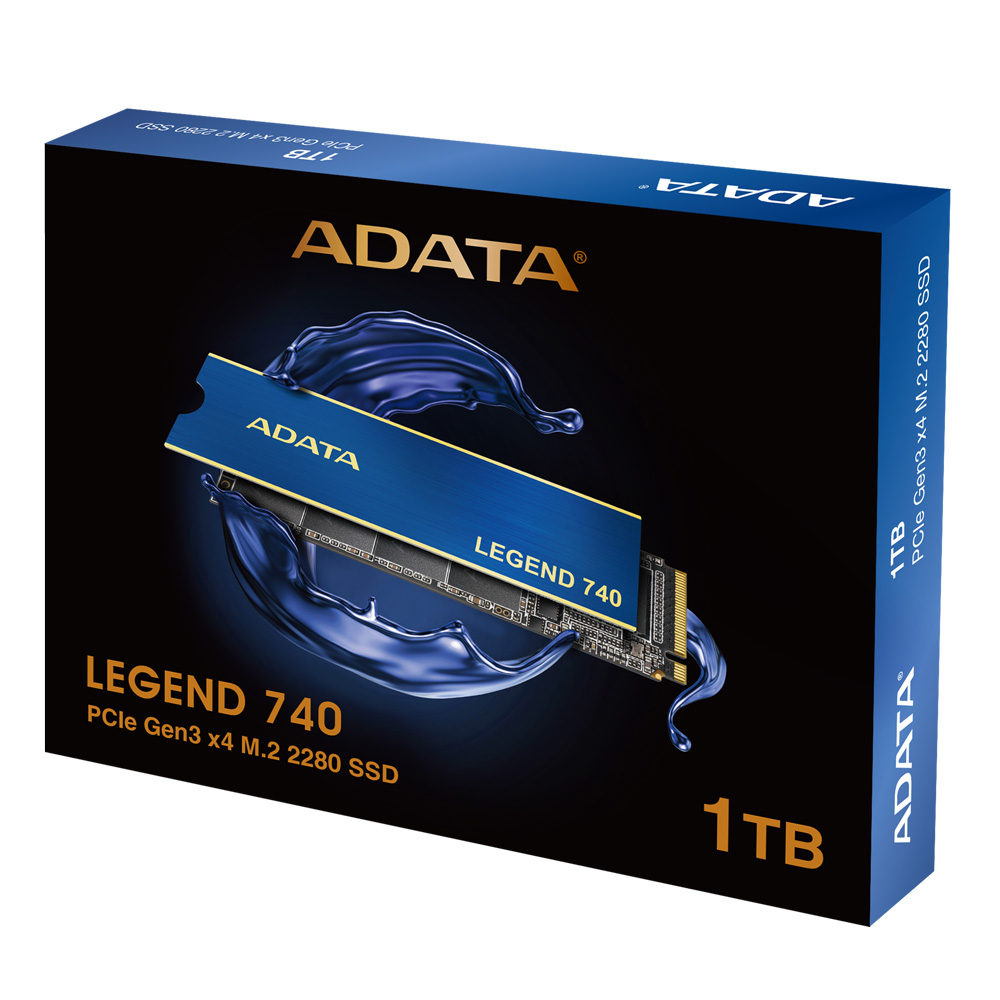 PCIe Gen3 x4 M.2 2280 SSD
1TB
ADATA®
ADATA®
ADATA
LEGEND 740
LEGEND 740
PCIe Gen3 x4 M.2 2280 SSD
1TB
1TB
PCIe Gen3 x4 M.2 2280 SSD
ADATA®